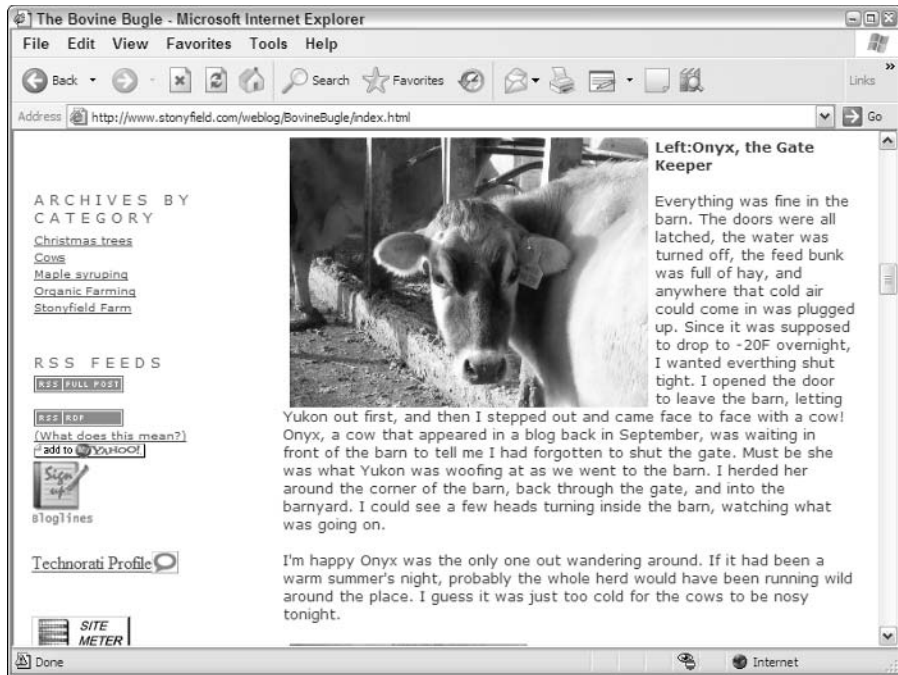 The Bovine Bugle - Microsoft Internet Explorer
File Edit View Favorites Tools Help
Back Search Favorites Links
Address http://www.stonyfield.com/weblog/BovineBugle/index.html Go
ARCHIVES BY
CATEGORY
Christmas trees
Cows
Maple syruping
Organic Farming
Stonyfield Farm
RSS FEEDS
RSS FULL POST
RSS RDF
(What does this mean?)
add to MY YAHOO!
Sign up!
Bloglines
Technorati Profile
SITE
METER
Left:Onyx, the Gate
Keeper
Everything was fine in the
barn. The doors were all
latched, the water was
turned off, the feed bunk
was full of hay, and
anywhere that cold air
could come in was plugged
up. Since it was supposed
to drop to -20F overnight,
I wanted everthing shut
tight. I opened the door
to leave the barn, letting
Yukon out first, and then I stepped out and came face to face with a cow!
Onyx, a cow that appeared in a blog back in September, was waiting in
front of the barn to tell me I had forgotten to shut the gate. Must be she
was what Yukon was woofing at as we went to the barn. I herded her
around the corner of the barn, back through the gate, and into the
barnyard. I could see a few heads turning inside the barn, watching what
was going on.
I'm happy Onyx was the only one out wandering around. If it had been a
warm summer's night, probably the whole herd would have been running wild
around the place. I guess it was just too cold for the cows to be nosy
tonight.
Done Internet